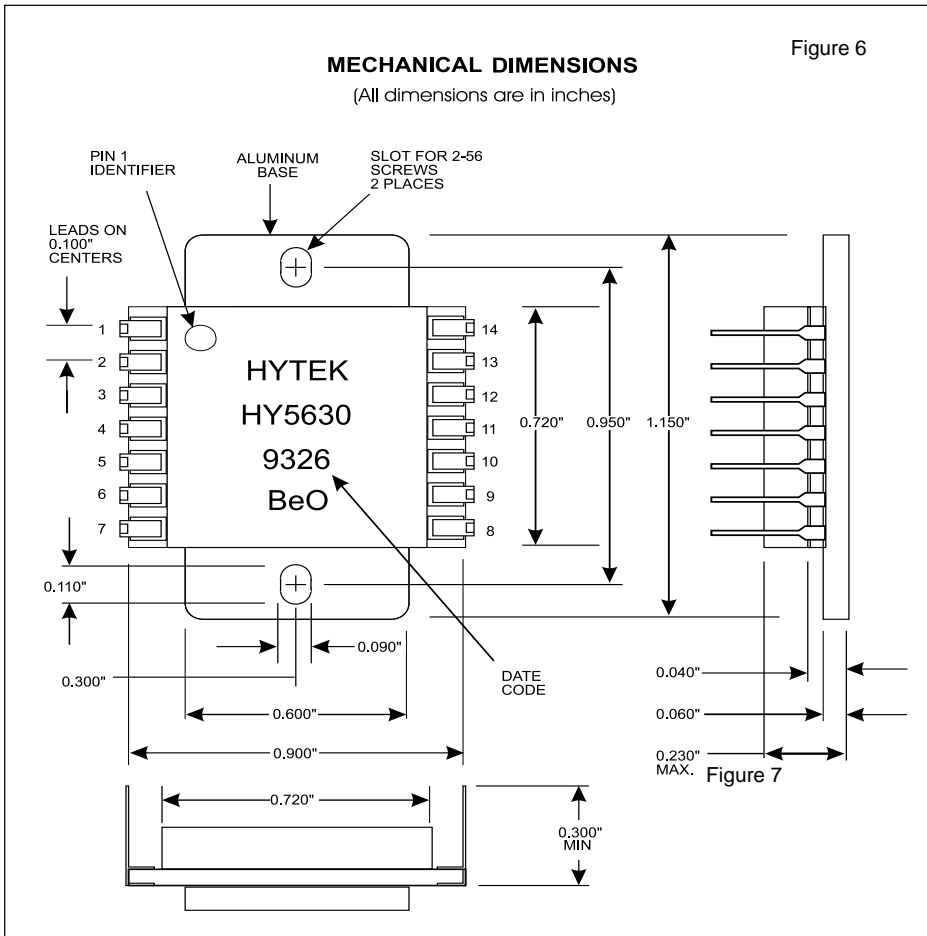 Figure 6
MECHANICAL DIMENSIONS
(All dimensions are in inches)
PIN 1
IDENTIFIER
ALUMINUM
BASE
SLOT FOR 2-56
SCREWS
2 PLACES
LEADS ON
0.100"
CENTERS
1
2
3
4
5
6
7
14
13
12
11
10
9
8
HYTEK
HY5630
9326
BeO
0.720"
0.950"
1.150"
0.110"
0.090"
0.300"
DATE
CODE
0.600"
0.900"
0.040"
0.060"
0.230"
MAX.
Figure 7
0.720"
0.300"
MIN